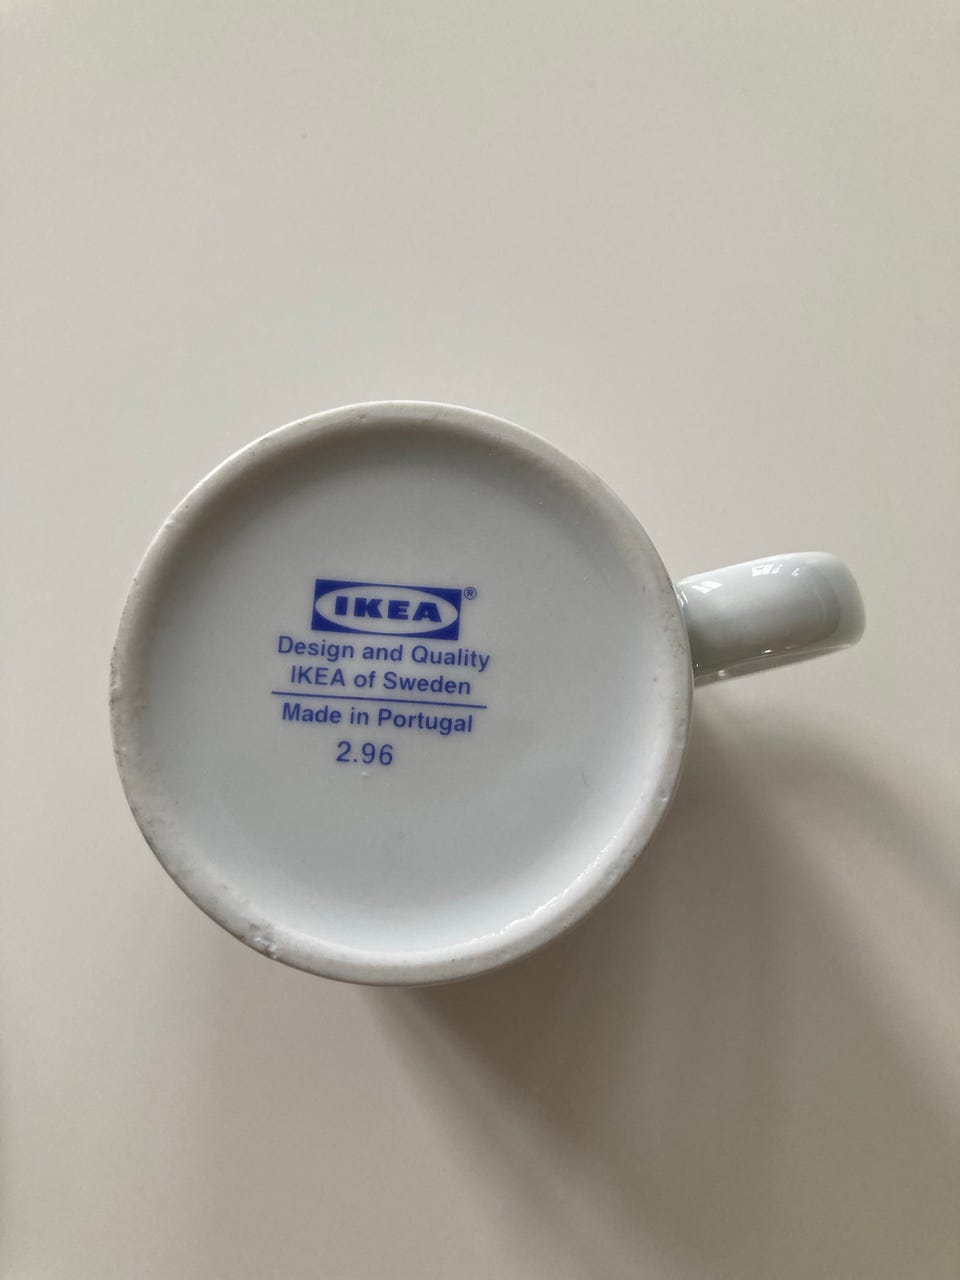 IKEA®
Design and Quality
IKEA of Sweden
Made in Portugal
2.96